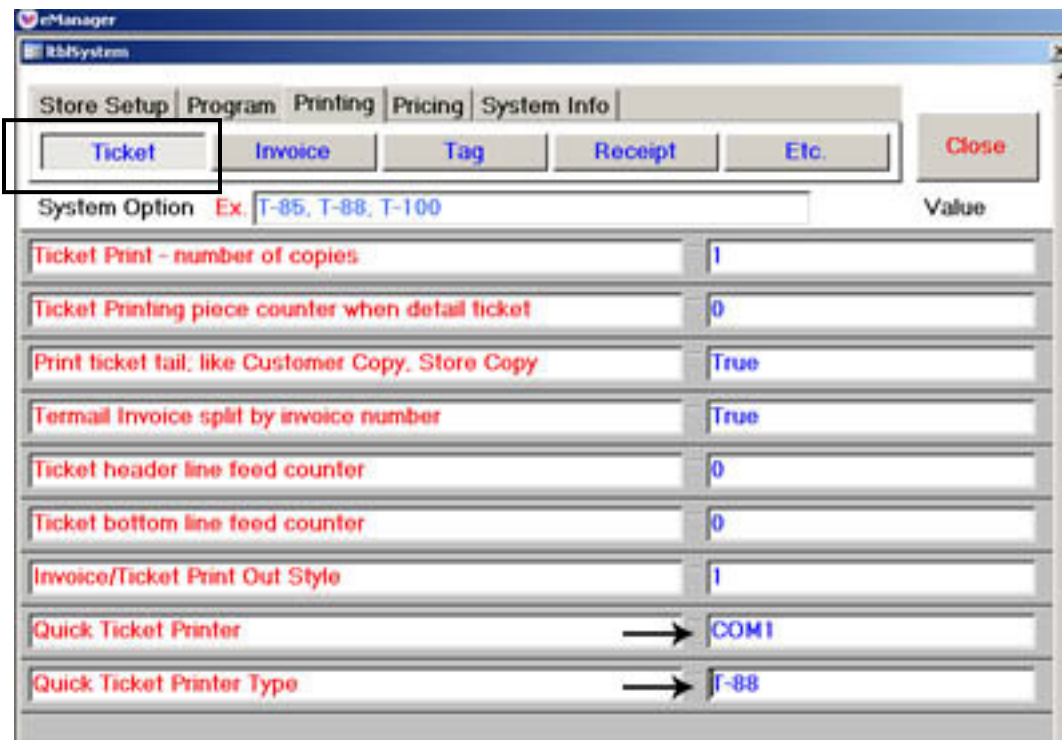 eManager
ltblSystem
Store Setup Program Printing Pricing System Info
Ticket Invoice Tag Receipt Etc. Close
System Option Ex. T-85, T-88, T-100 Value
Ticket Print - number of copies 1
Ticket Printing piece counter when detail ticket 0
Print ticket tail, like Customer Copy, Store Copy True
Termail Invoice split by invoice number True
Ticket header line feed counter 0
Ticket bottom line feed counter 0
Invoice/Ticket Print Out Style 1
Quick Ticket Printer COM1
Quick Ticket Printer Type T-88